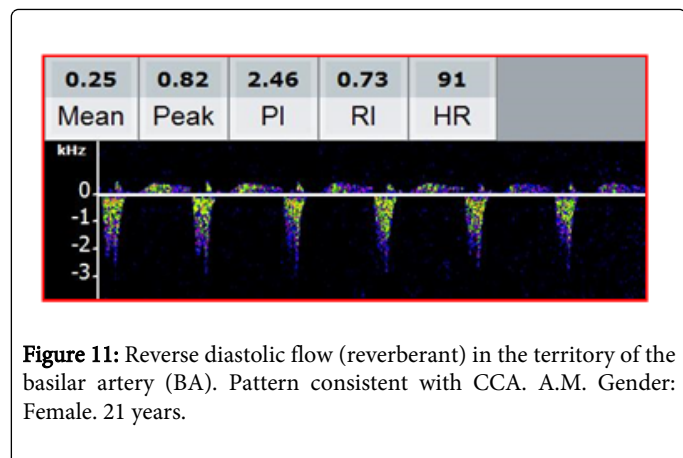 0.25 0.82 2.46 0.73 91
Mean Peak PI RI HR
kHz
0
-1
-2
-3
Figure 11: Reverse diastolic flow (reverberant) in the territory of the
basilar artery (BA). Pattern consistent with CCA. A.M. Gender:
Female. 21 years.